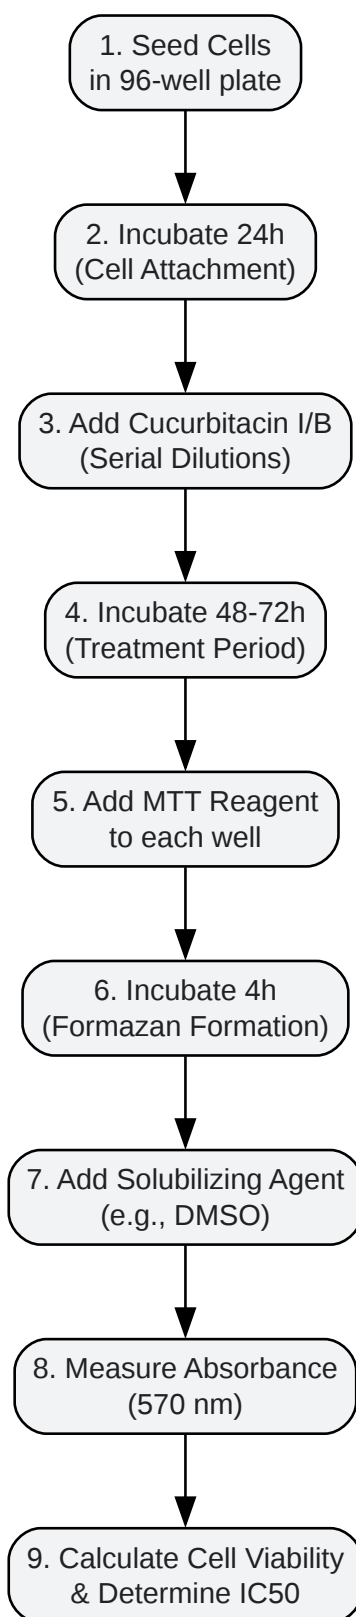 1. Seed Cells
in 96-well plate
2. Incubate 24h
(Cell Attachment)
3. Add Cucurbitacin I/B
(Serial Dilutions)
4. Incubate 48-72h
(Treatment Period)
5. Add MTT Reagent
to each well
6. Incubate 4h
(Formazan Formation)
7. Add Solubilizing Agent
(e.g., DMSO)
8. Measure Absorbance
(570 nm)
9. Calculate Cell Viability
& Determine IC50